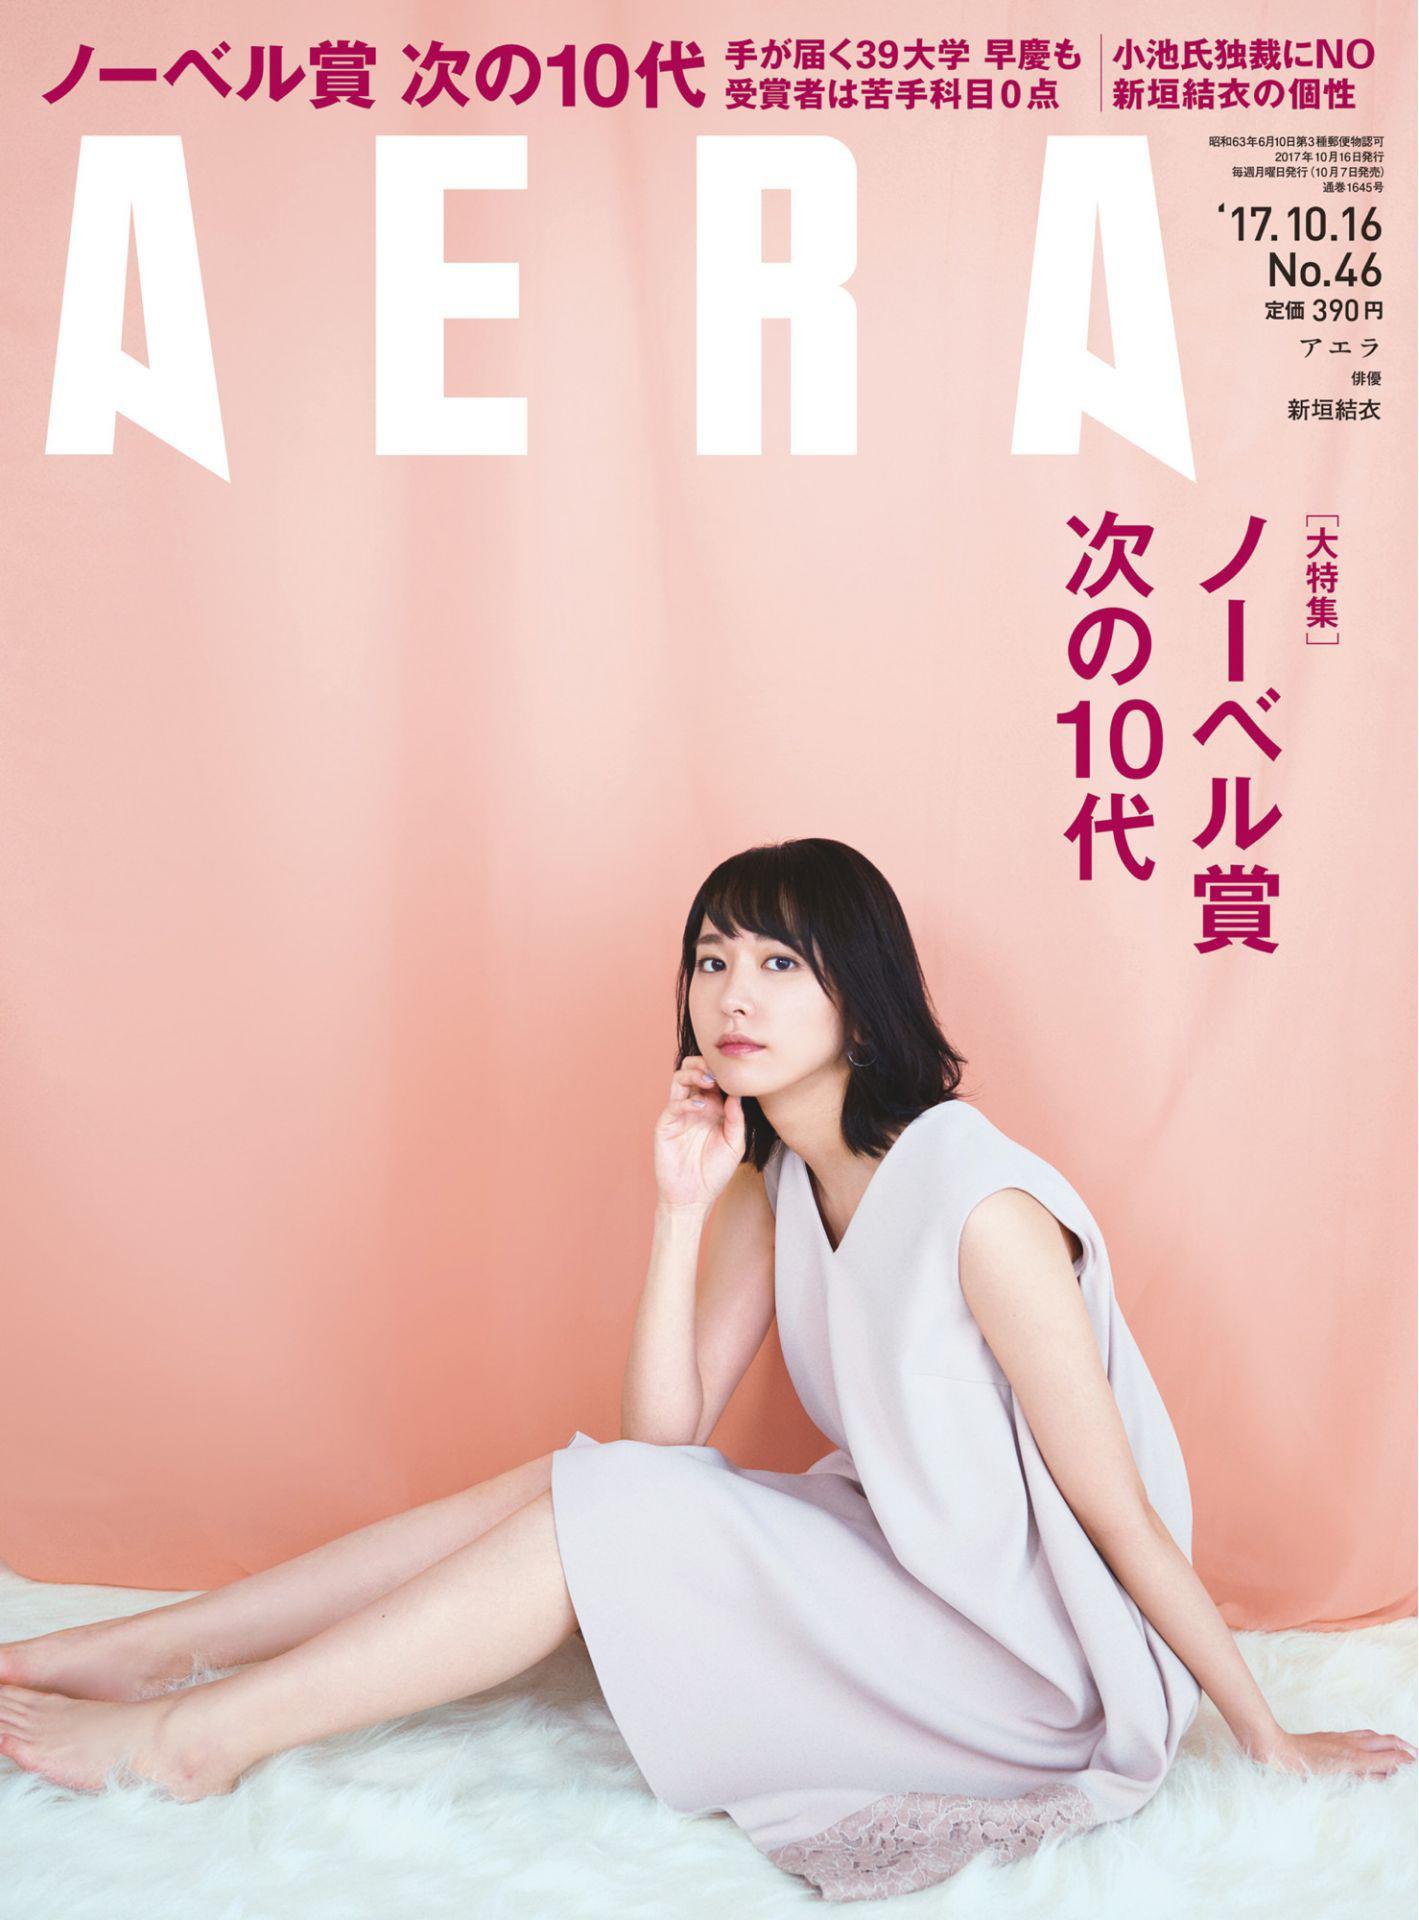 ノーベル賞 次の10代
手が届く39大学 早慶も
受賞者は苦手科目0点
小池氏独裁にNO
新垣結衣の個性
AERA
昭和63年6月10日第3種郵便物認可
2017年10月16日発行
毎週月曜日発行(10月7日発売)
通巻1645号
‘17.10.16
No.46
定価 390円
アエラ
俳優
新垣結衣
[大特集]
ノーベル賞
次の10代